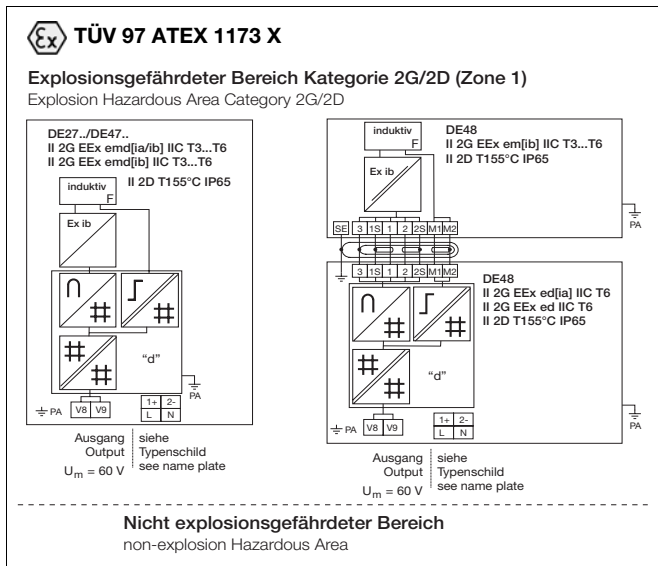 Ex TÜV 97 ATEX 1173 X
Explosionsgefährdeter Bereich Kategorie 2G/2D (Zone 1)
Explosion Hazardous Area Category 2G/2D
DE27../DE47..
II 2G EEx emd[ia/ib] IIC T3...T6
II 2G EEx emd[ib] IIC T3...T6
II 2D T155°C IP65
induktiv
F
Ex ib
"d"
PA
PA
V8 V9
1+ 2-
L N
Ausgang
Output
Um = 60 V
siehe
Typenschild
see name plate
induktiv
F
Ex ib
DE48
II 2G EEx em[ib] IIC T3...T6
II 2D T155°C IP65
PA
SE 3 1S 1 2 2S M1 M2
3 1S 1 2 2S M1 M2
DE48
II 2G EEx ed[ia] IIC T6
II 2G EEx ed IIC T6
II 2D T155°C IP65
"d"
PA
PA
V8 V9
1+ 2-
L N
PA
Ausgang
Output
Um = 60 V
siehe
Typenschild
see name plate
Nicht explosionsgefährdeter Bereich
non-explosion Hazardous Area